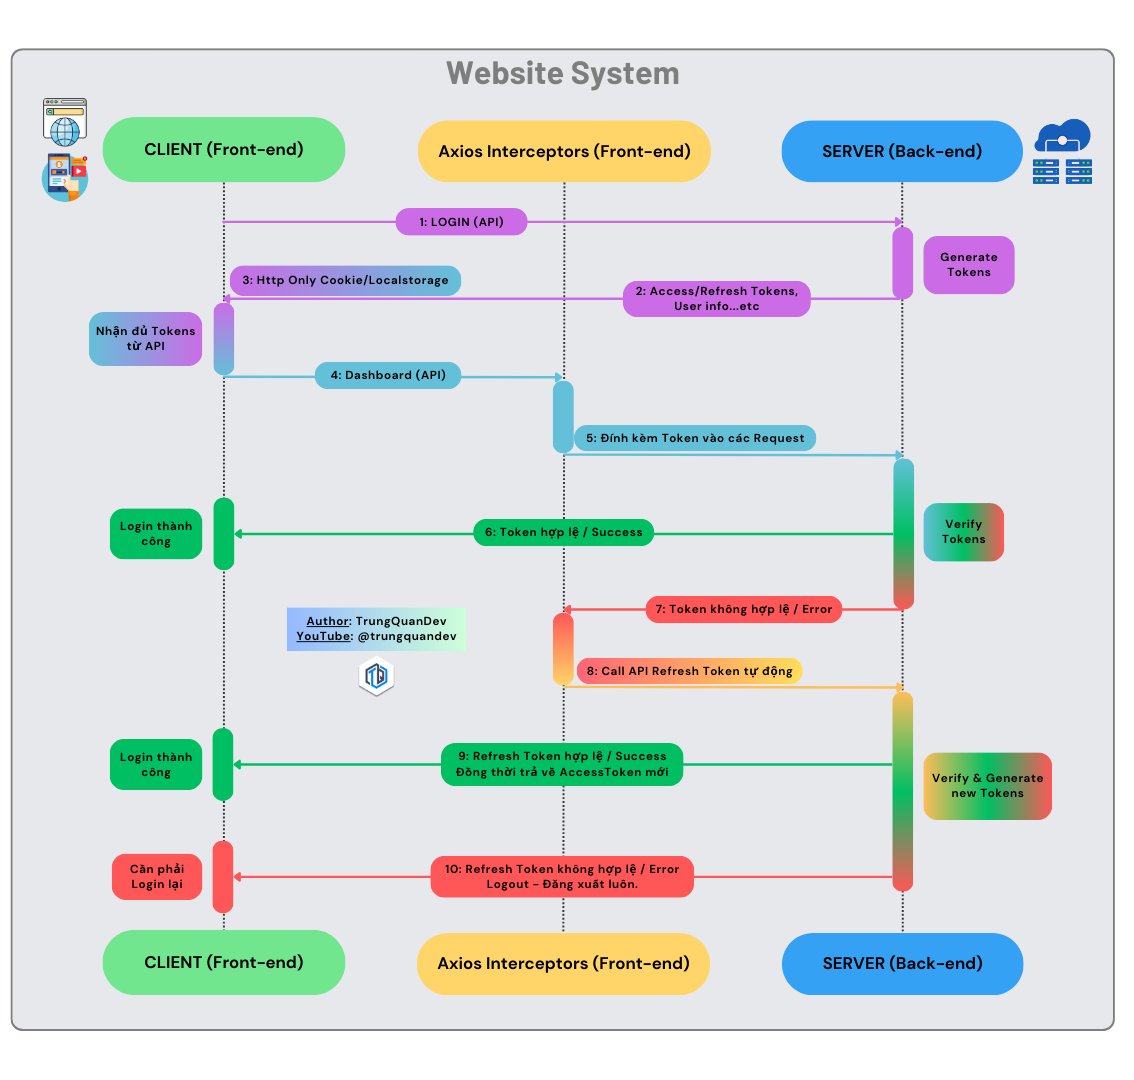 Website System
CLIENT (Front-end)
Axios Interceptors (Front-end)
SERVER (Back-end)
1: LOGIN (API)
Generate
Tokens
3: Http Only Cookie/Localstorage
2: Access/Refresh Tokens,
User info...etc
Nhận đủ Tokens
từ API
4: Dashboard (API)
5: Đính kèm Token vào các Request
Login thành
công
6: Token hợp lệ / Success
Verify
Tokens
7: Token không hợp lệ / Error
Author: TrungQuanDev
YouTube: @trungquandev
TQ
8: Call API Refresh Token tự động
Login thành
công
9: Refresh Token hợp lệ / Success
Đồng thời trả về AccessToken mới
Verify & Generate
new Tokens
Cần phải
Login lại
10: Refresh Token không hợp lệ / Error
Logout - Đăng xuất luôn.
CLIENT (Front-end)
Axios Interceptors (Front-end)
SERVER (Back-end)